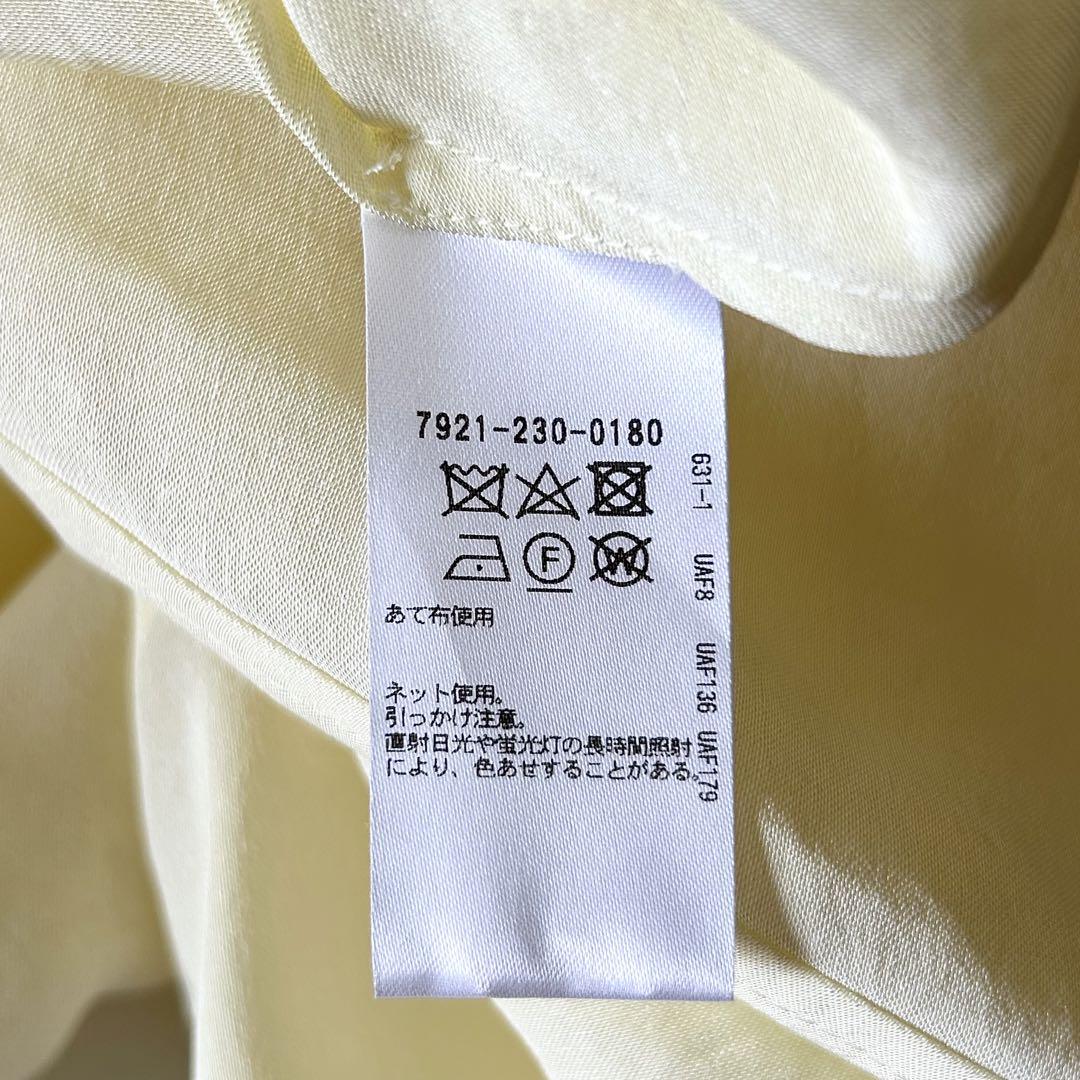 7921-230-0180
F
W
あて布使用
ネット使用。
引っかけ注意。
直射日光や蛍光灯の長時間照射
により、色あせすることがある。
631-1 UAF8 UAF136 UAF179